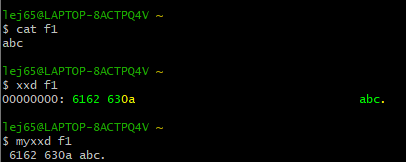 lej65@LAPTOP-8ACTPQ4V ~
$ cat f1
abc
lej65@LAPTOP-8ACTPQ4V ~
$ xxd f1
00000000: 6162 630a                                abc.
lej65@LAPTOP-8ACTPQ4V ~
$ myxxd f1
 6162 630a abc.